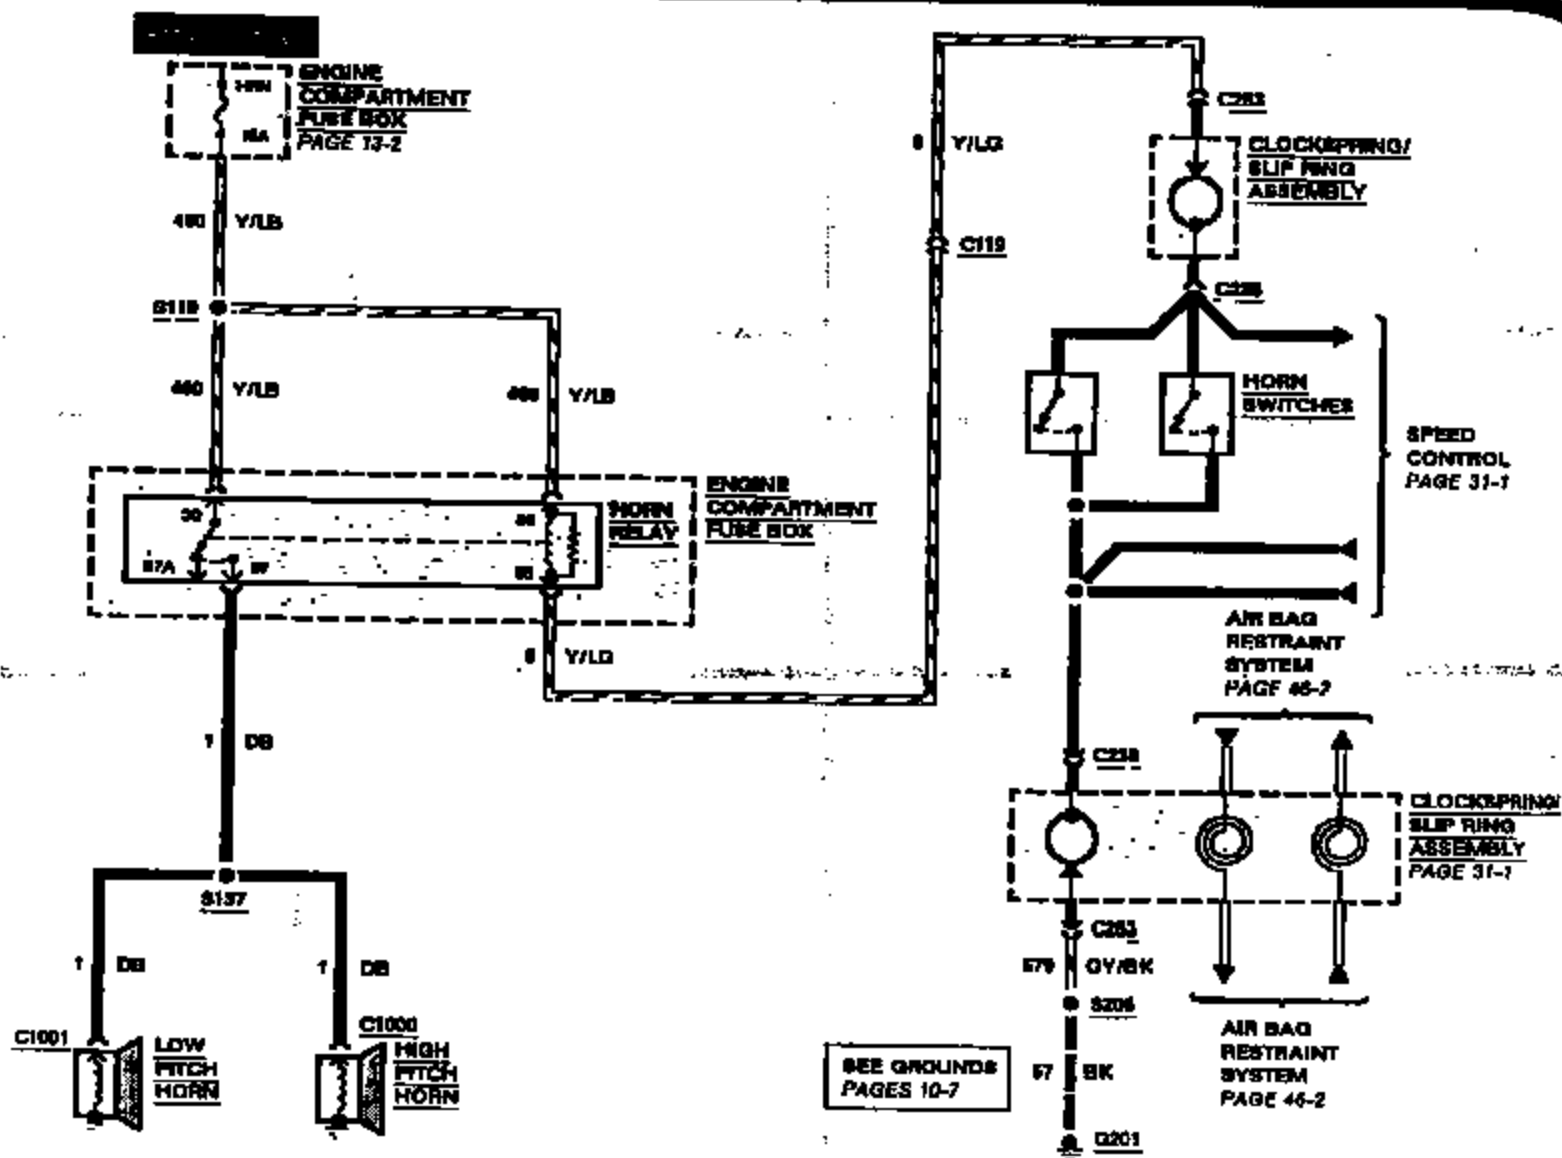 ENGINE
COMPARTMENT
FUSE BOX
PAGE 13-2
Y/LB
Y/LB
Y/LB
HORN
RELAY
ENGINE
COMPARTMENT
FUSE BOX
30
87A
Y/LG
1 DB
S137
1 DB
1 DB
C1001
LOW
PITCH
HORN
C1000
HIGH
PITCH
HORN
Y/LG
C119
C263
CLOCKSPRING/
SLIP RING
ASSEMBLY
HORN
SWITCHES
SPEED
CONTROL
PAGE 31-1
AIR BAG
RESTRAINT
SYSTEM
PAGE 46-2
CLOCKSPRING/
SLIP RING
ASSEMBLY
PAGE 31-1
C263
GY/BK
S206
57 BK
G201
SEE GROUNDS
PAGES 10-7
AIR BAG
RESTRAINT
SYSTEM
PAGE 46-2